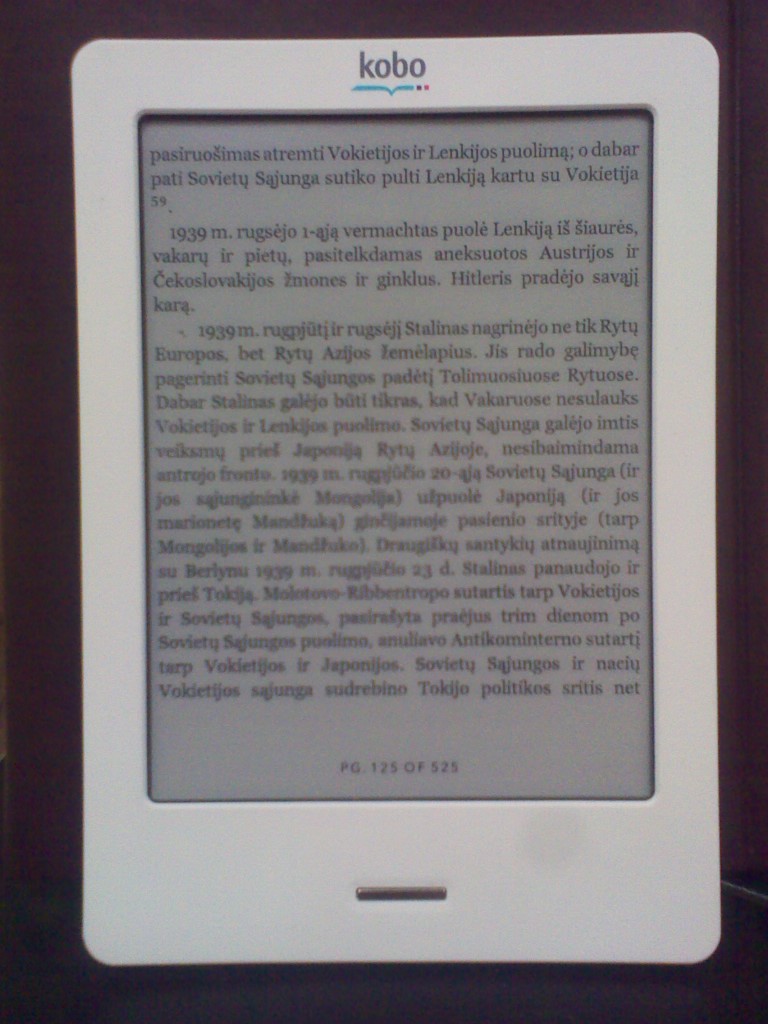 kobo
pasiruošimas atremti Vokietijos ir Lenkijos puolimą; o dabar
pati Sovietų Sąjunga sutiko pulti Lenkiją kartu su Vokietija
59.
1939 m. rugsėjo 1-ąją vermachtas puolė Lenkiją iš šiaurės,
vakarų ir pietų, pasitelkdamas aneksuotos Austrijos ir
Čekoslovakijos žmones ir ginklus. Hitleris pradėjo savąjį
karą.
1939 m. rugpjūtį ir rugsėjį Stalinas nagrinėjo ne tik Rytų
Europos, bet Rytų Azijos žemėlapius. Jis rado galimybę
pagerinti Sovietų Sąjungos padėtį Tolimuosiuose Rytuose.
Dabar Stalinas galėjo būti tikras, kad Vakaruose nesulauks
Vokietijos ir Lenkijos puolimo. Sovietų Sąjunga galėjo imtis
veiksmų prieš Japoniją Rytų Azijoje, nesibaimindama
antrojo fronto. 1939 m. rugpjūčio 20-ąją Sovietų Sąjunga (ir
jos sąjungininkė Mongolija) užpuolė Japoniją (ir jos
marionetę Mandžuką) ginčijamoje pasienio srityje (tarp
Mongolijos ir Mandžuko). Draugiškų santykių atnaujinimą
su Berlynu 1939 m. rugpjūčio 23 d. Stalinas panaudojo ir
prieš Tokiją. Molotovo-Ribbentropo sutartis tarp Vokietijos
ir Sovietų Sąjungos, pasirašyta praėjus trim dienom po
Sovietų Sąjungos puolimo, anuliavo Antikominterno sutartį
tarp Vokietijos ir Japonijos. Sovietų Sąjungos ir nacių
Vokietijos sąjunga sudrebino Tokijo politikos sritis net
PG. 125 OF 525